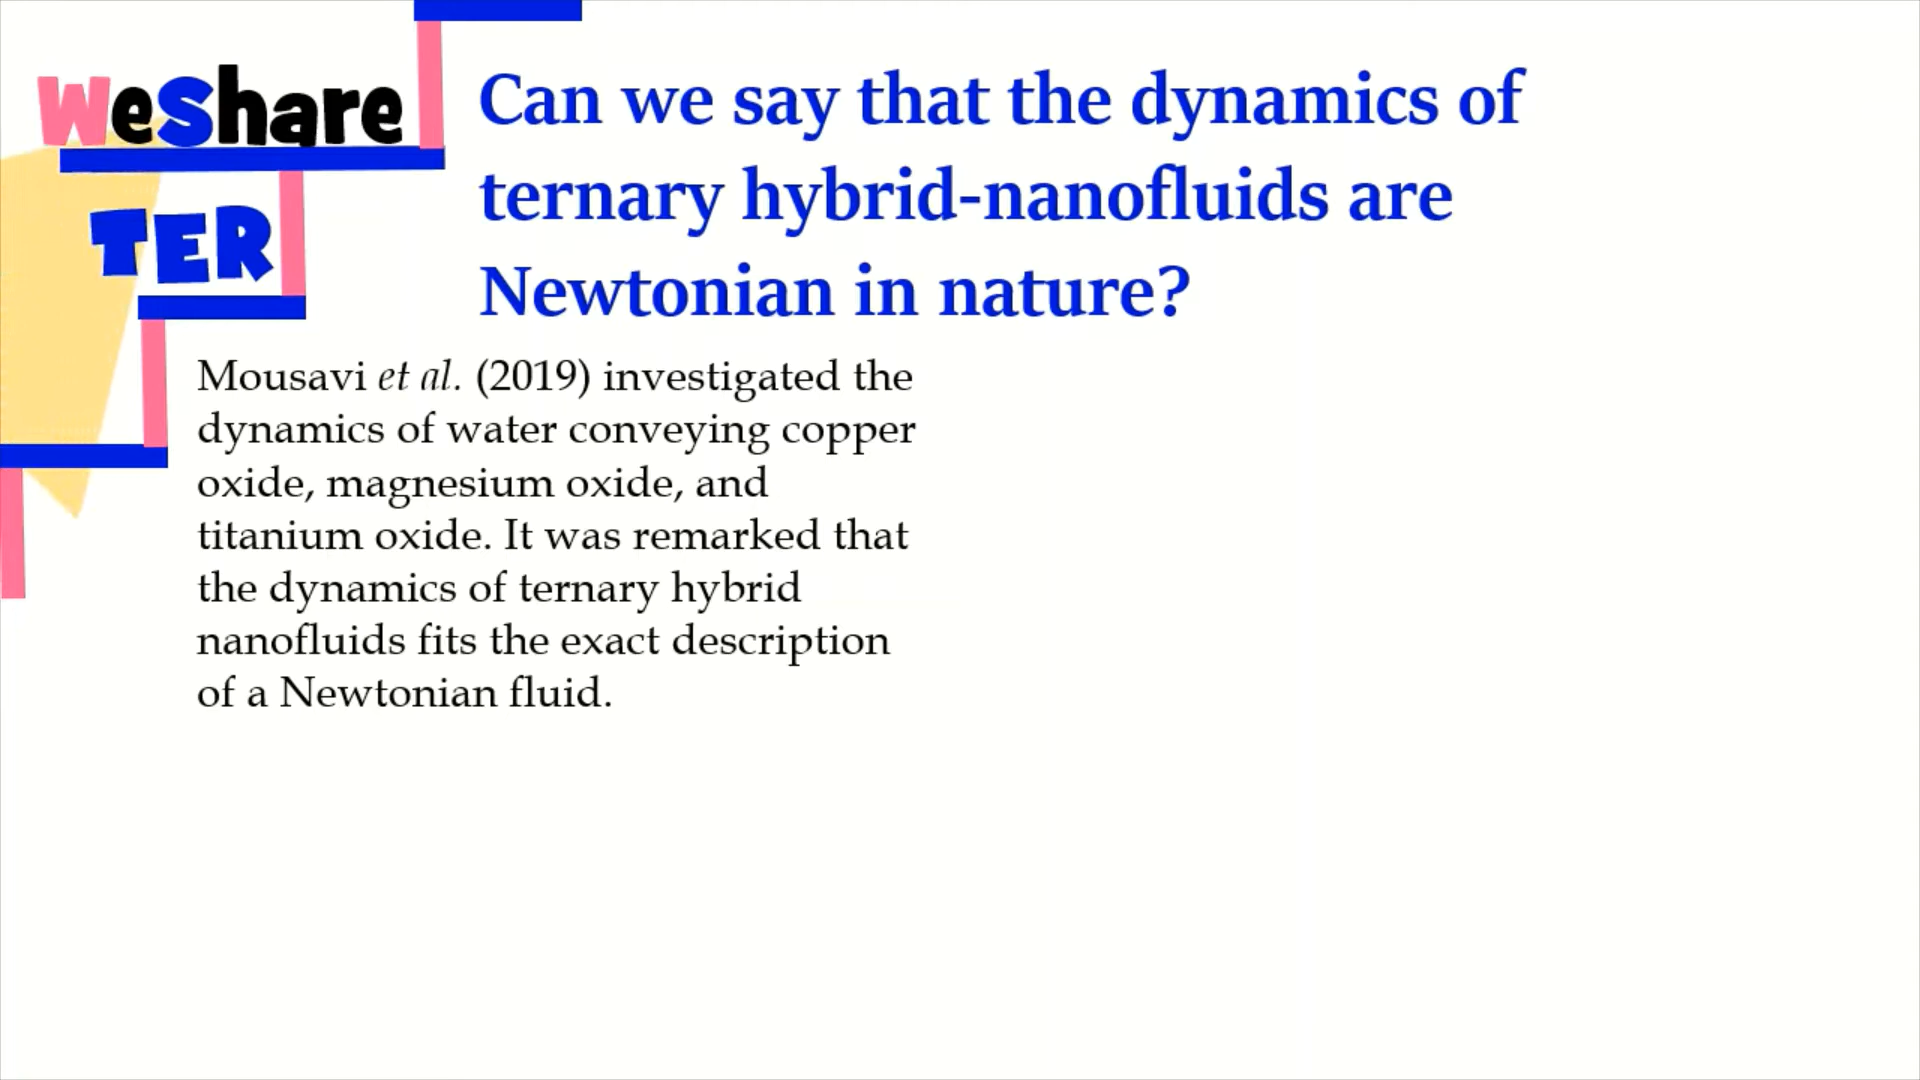 WeShare
TER
Can we say that the dynamics of
ternary hybrid-nanofluids are
Newtonian in nature?
Mousavi et al. (2019) investigated the
dynamics of water conveying copper
oxide, magnesium oxide, and
titanium oxide. It was remarked that
the dynamics of ternary hybrid
nanofluids fits the exact description
of a Newtonian fluid.